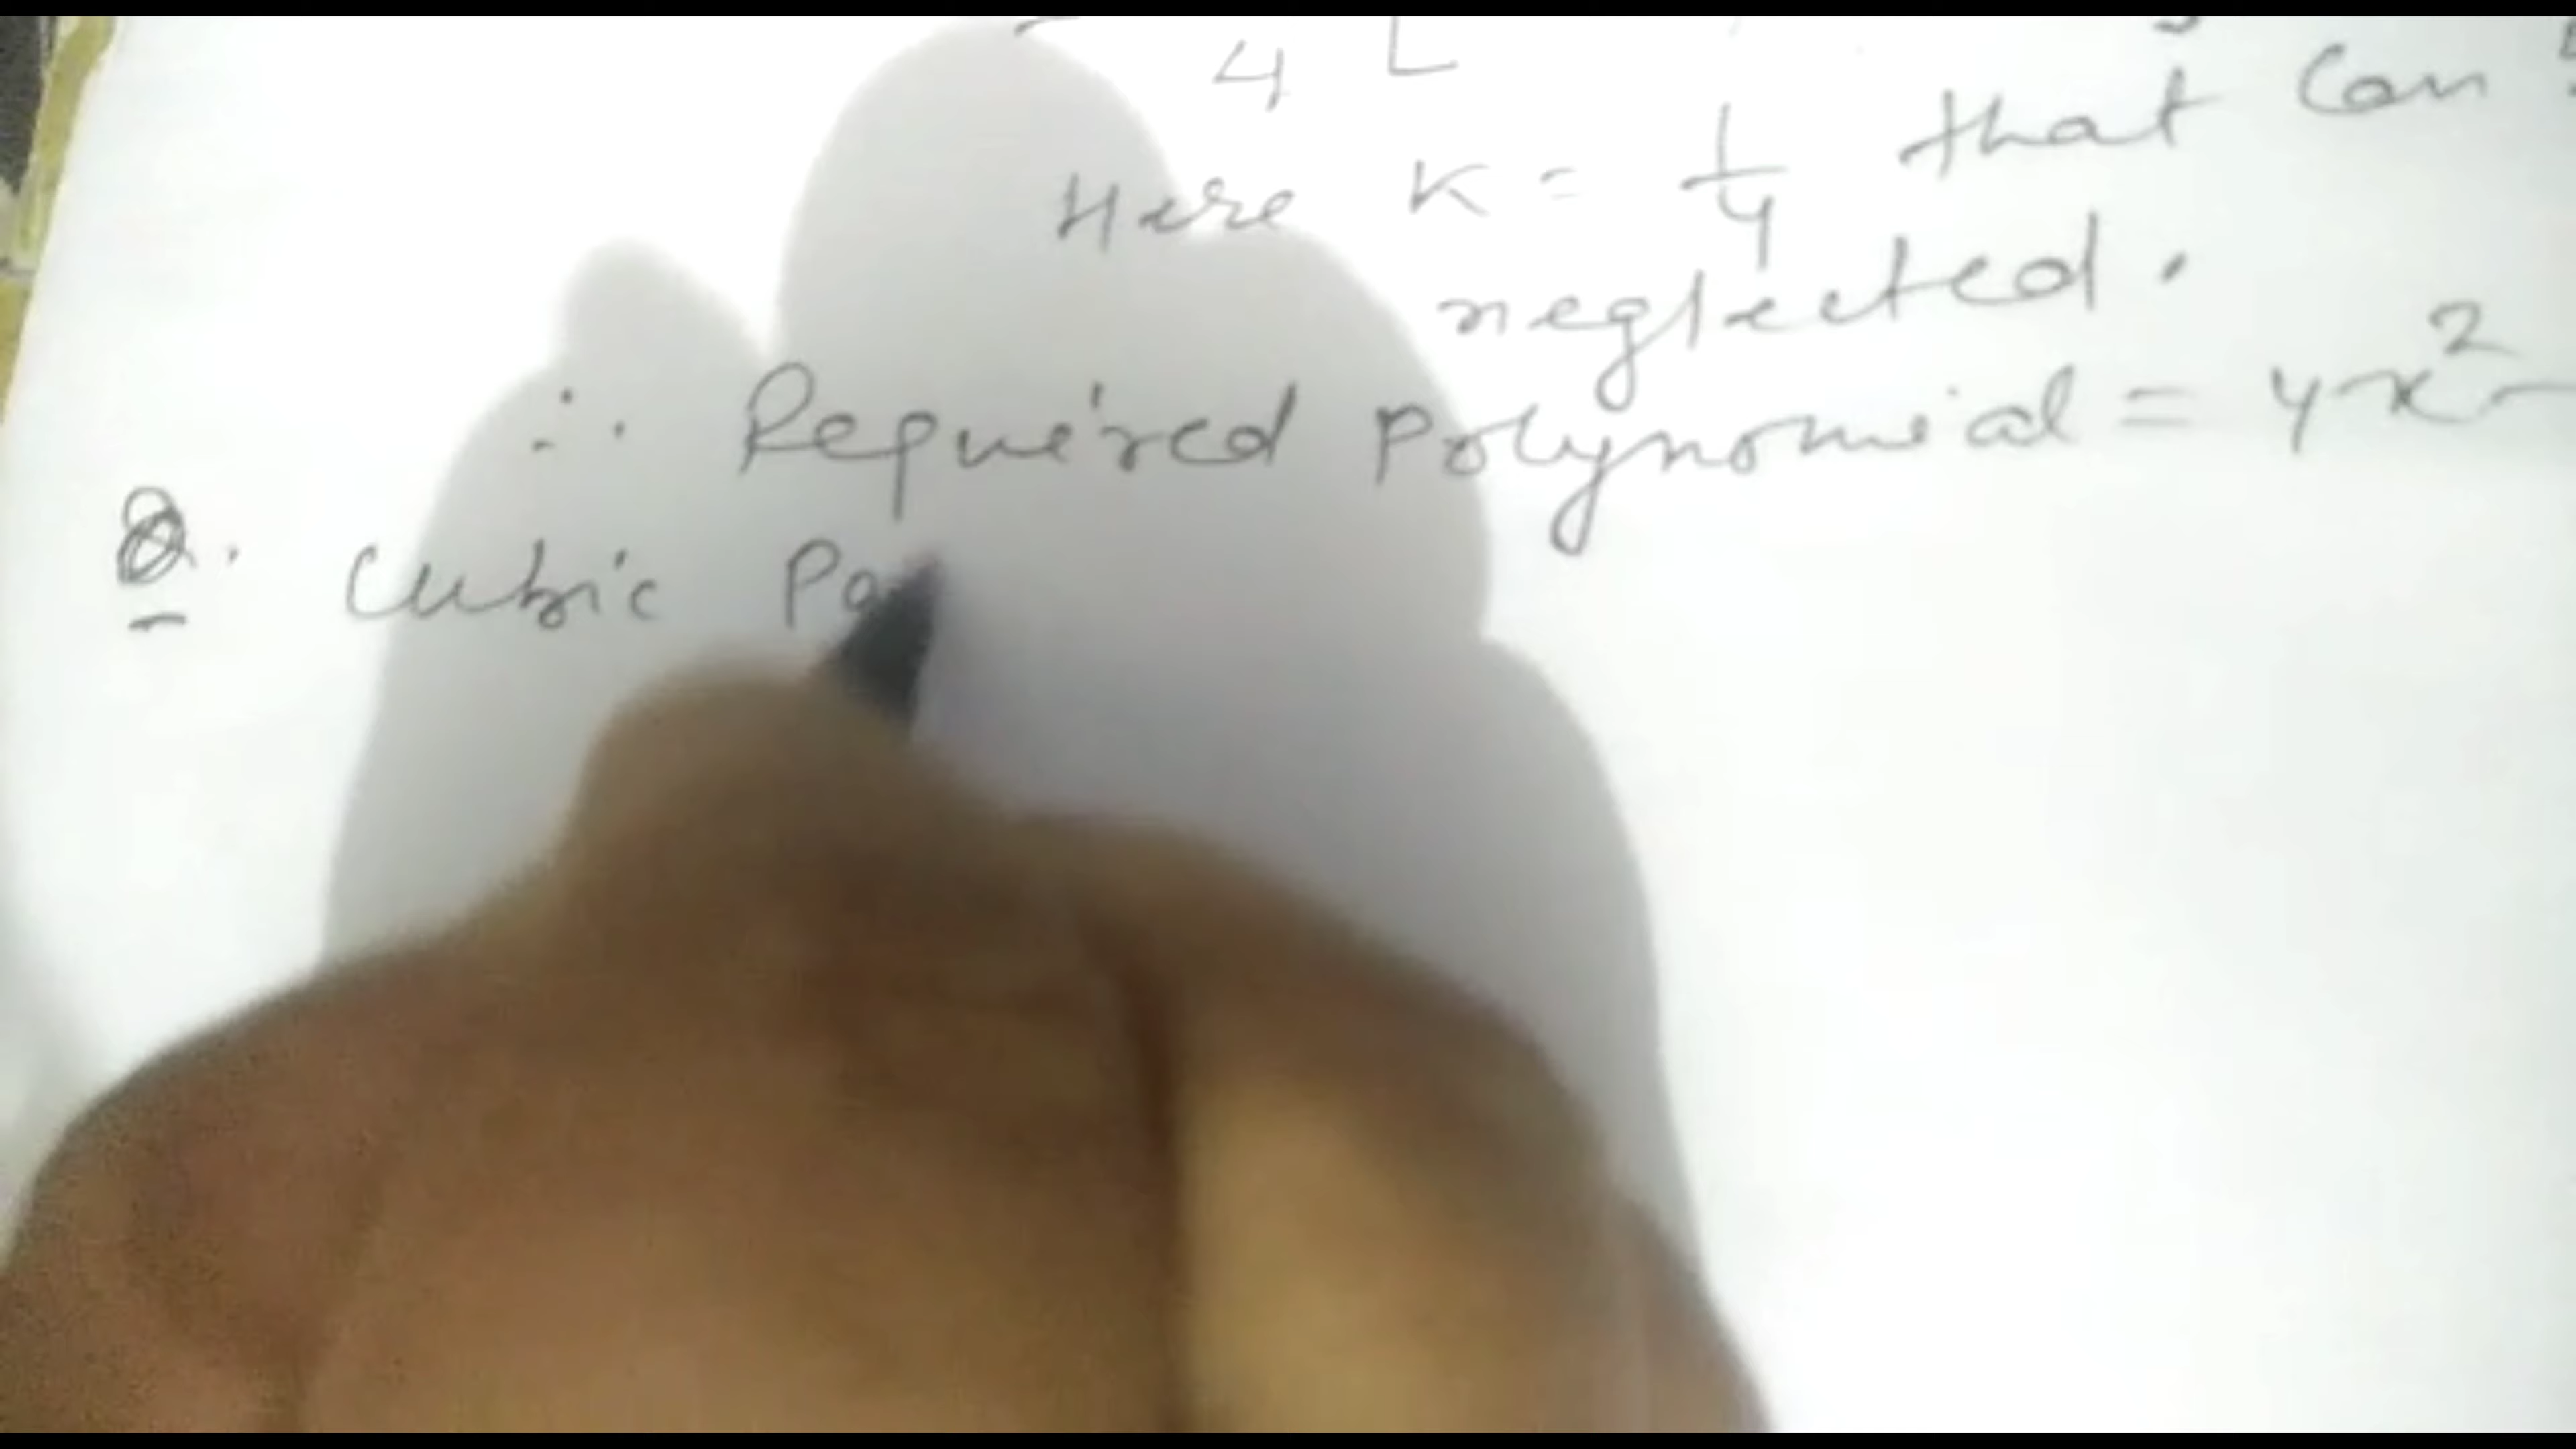 4 [
Here K = 1/4 that can
neglected.
∴ Required Polynomial = 4x² -
Q. Cubic Po